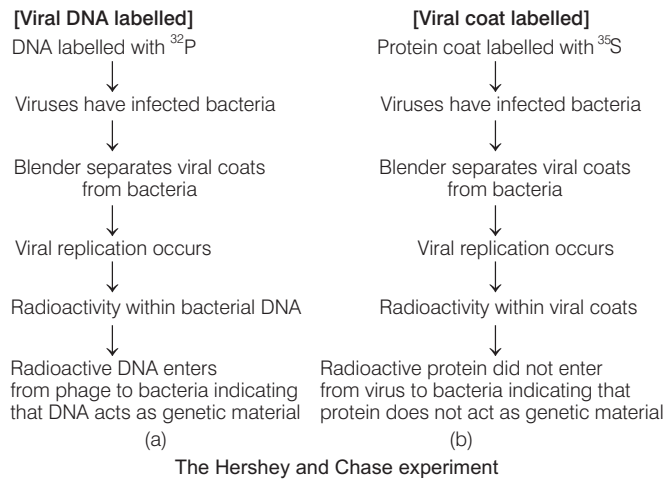 [Viral DNA labelled]
DNA labelled with ³²P
Viruses have infected bacteria
Blender separates viral coats
from bacteria
Viral replication occurs
Radioactivity within bacterial DNA
Radioactive DNA enters
from phage to bacteria indicating
that DNA acts as genetic material
(a)
[Viral coat labelled]
Protein coat labelled with ³⁵S
Viruses have infected bacteria
Blender separates viral coats
from bacteria
Viral replication occurs
Radioactivity within viral coats
Radioactive protein did not enter
from virus to bacteria indicating that
protein does not act as genetic material
(b)
The Hershey and Chase experiment